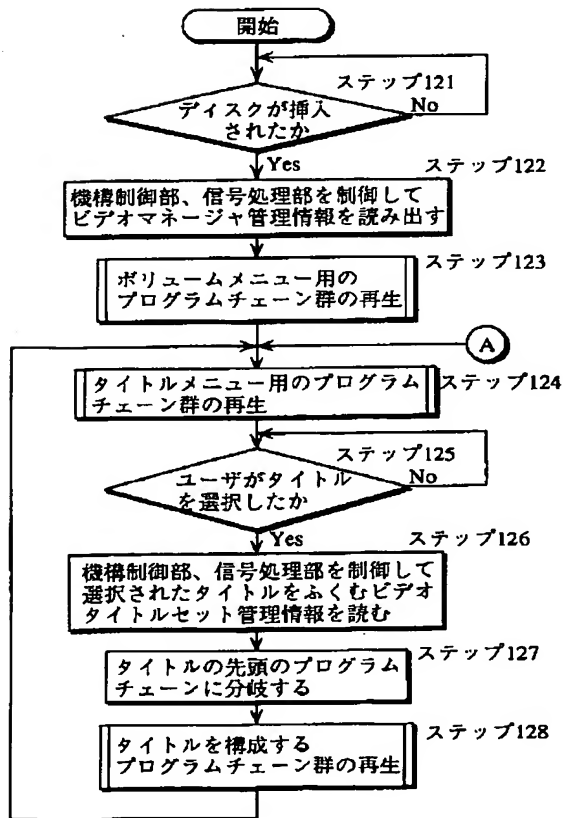 開始
ステップ121
No
ディスクが挿入
されたか
Yes
ステップ122
機構制御部、信号処理部を制御して
ビデオマネージャ管理情報を読み出す
ステップ123
ボリュームメニュー用の
プログラムチェーン群の再生
A
タイトルメニュー用のプログラム
チェーン群の再生
ステップ124
ステップ125
No
ユーザがタイトル
を選択したか
Yes
ステップ126
機構制御部、信号処理部を制御して
選択されたタイトルをふくむビデオ
タイトルセット管理情報を読む
ステップ127
タイトルの先頭のプログラム
チェーンに分岐する
ステップ128
タイトルを構成する
プログラムチェーン群の再生